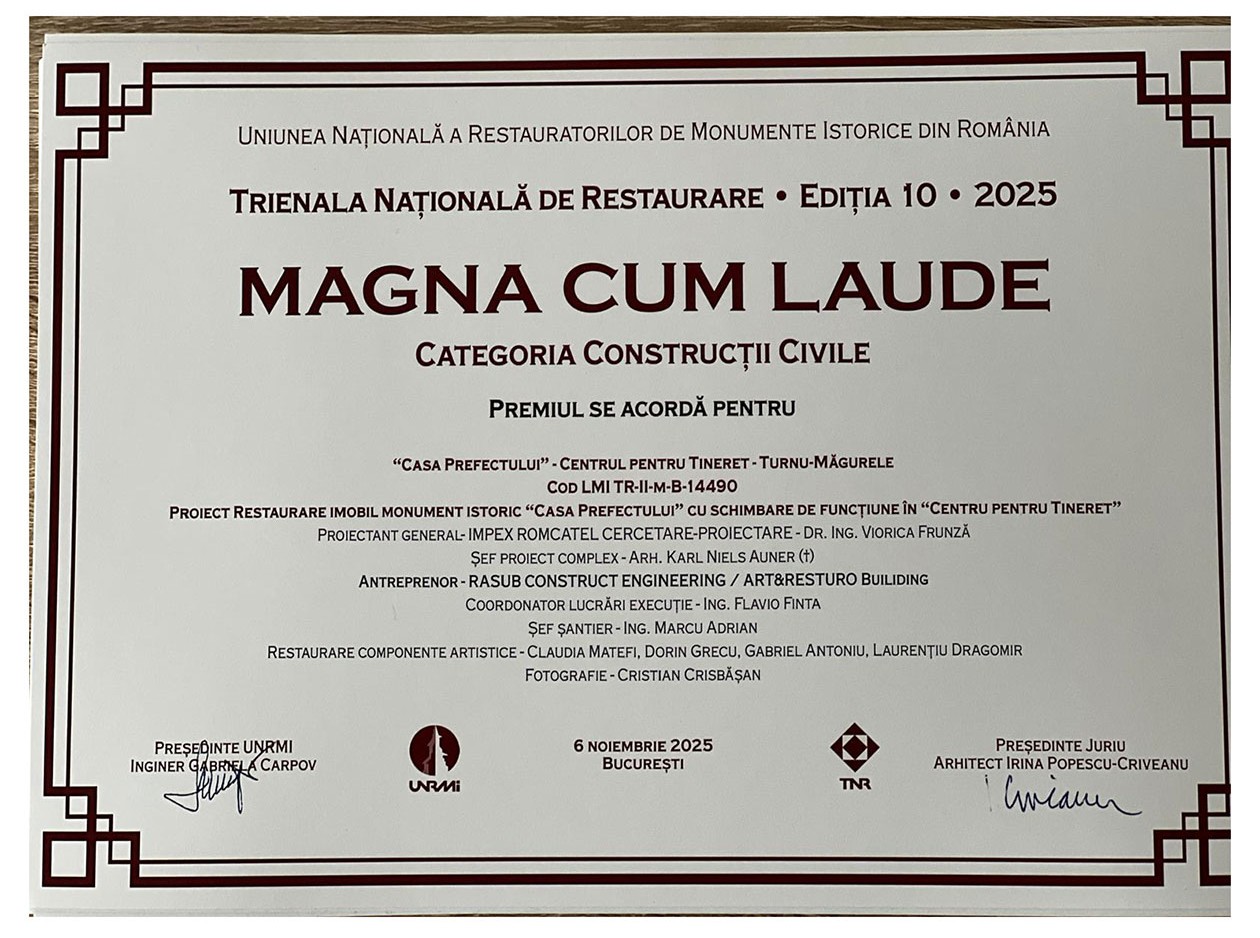 UNIUNEA NAȚIONALĂ A RESTAURATORILOR DE MONUMENTE ISTORICE DIN ROMÂNIA
TRIENALA NAȚIONALĂ DE RESTAURARE • EDIȚIA 10 • 2025
MAGNA CUM LAUDE
CATEGORIA CONSTRUCȚII CIVILE
PREMIUL SE ACORDĂ PENTRU
“CASA PREFECTULUI” - CENTRUL PENTRU TINERET - TURNU-MĂGURELE
COD LMI TR-II-M-B-14490
PROIECT RESTAURARE IMOBIL MONUMENT ISTORIC “CASA PREFECTULUI” CU SCHIMBARE DE FUNCȚIUNE ÎN “CENTRU PENTRU TINERET”
PROIECTANT GENERAL- IMPEX ROMCATEL CERCETARE-PROIECTARE - DR. ING. VIORICA FRUNZĂ
ȘEF PROIECT COMPLEX - ARH. KARL NIELS AUNER (†)
ANTREPRENOR - RASUB CONSTRUCT ENGINEERING / ART&RESTURO BUILIDING
COORDONATOR LUCRĂRI EXECUȚIE - ING. FLAVIO FINTA
ȘEF ȘANTIER - ING. MARCU ADRIAN
RESTAURARE COMPONENTE ARTISTICE - CLAUDIA MATEFI, DORIN GRECU, GABRIEL ANTONIU, LAURENȚIU DRAGOMIR
FOTOGRAFIE - CRISTIAN CRISBĂȘAN
PREȘEDINTE UNRMI
INGINER GABRIELA CARPOV
UNRMi
6 NOIEMBRIE 2025
BUCUREȘTI
TNR
PREȘEDINTE JURIU
ARHITECT IRINA POPESCU-CRIVEANU